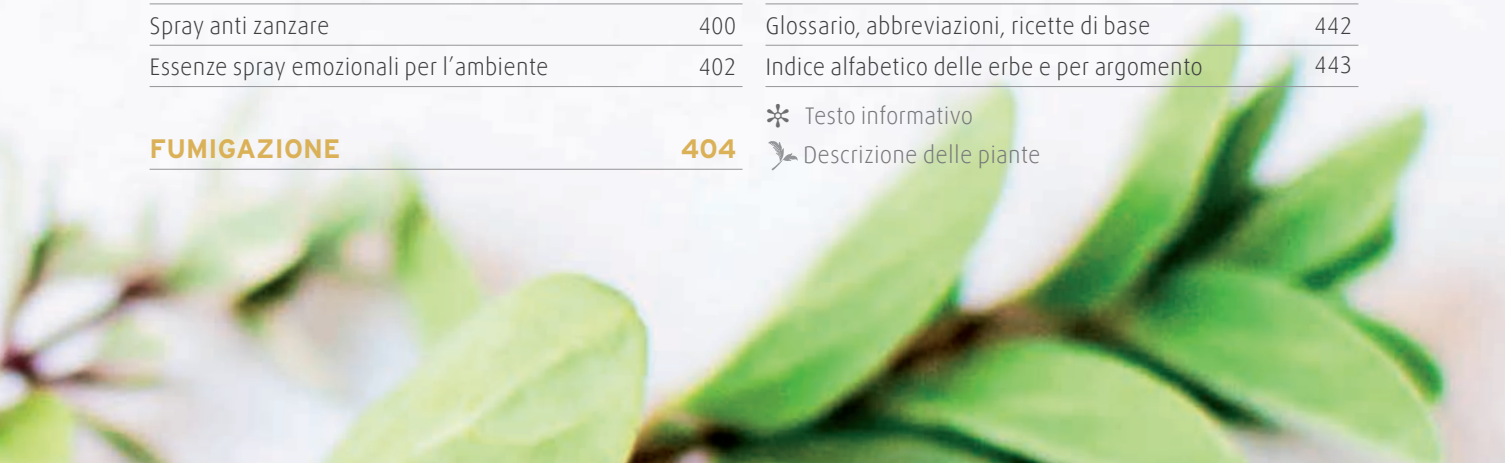 Spray anti zanzare 400
Essenze spray emozionali per l'ambiente 402
FUMIGAZIONE 404
Glossario, abbreviazioni, ricette di base 442
Indice alfabetico delle erbe e per argomento 443
Testo informativo
Descrizione delle piante